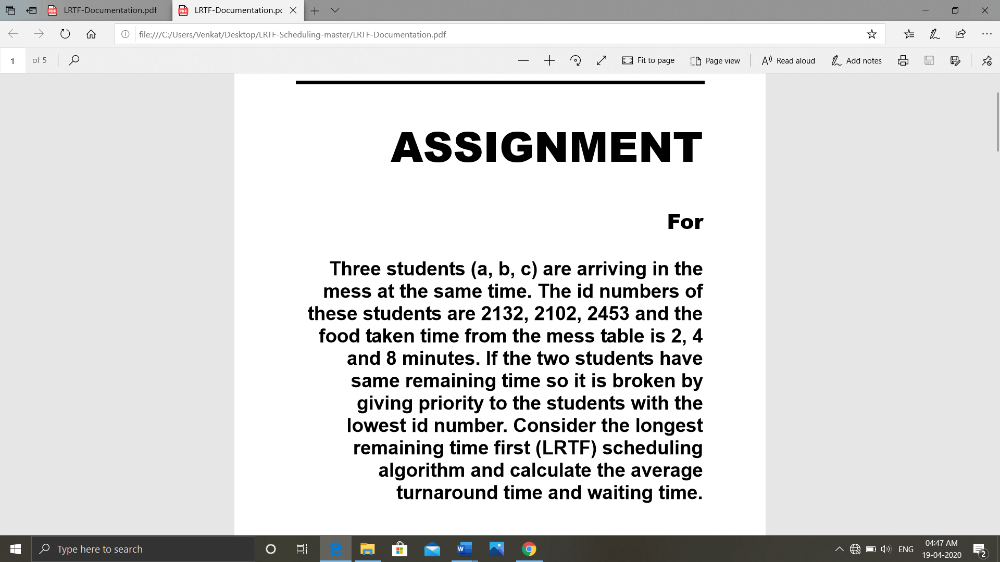 LRTF-Documentation.pdf
LRTF-Documentation.pc
file:///C:/Users/Venkat/Desktop/LRTF-Scheduling-master/LRTF-Documentation.pdf
1 of 5
Fit to page
Page view
Read aloud
Add notes
ASSIGNMENT
For
Three students (a, b, c) are arriving in the
mess at the same time. The id numbers of
these students are 2132, 2102, 2453 and the
food taken time from the mess table is 2, 4
and 8 minutes. If the two students have
same remaining time so it is broken by
giving priority to the students with the
lowest id number. Consider the longest
remaining time first (LRTF) scheduling
algorithm and calculate the average
turnaround time and waiting time.
Type here to search
ENG
04:47 AM
19-04-2020
2